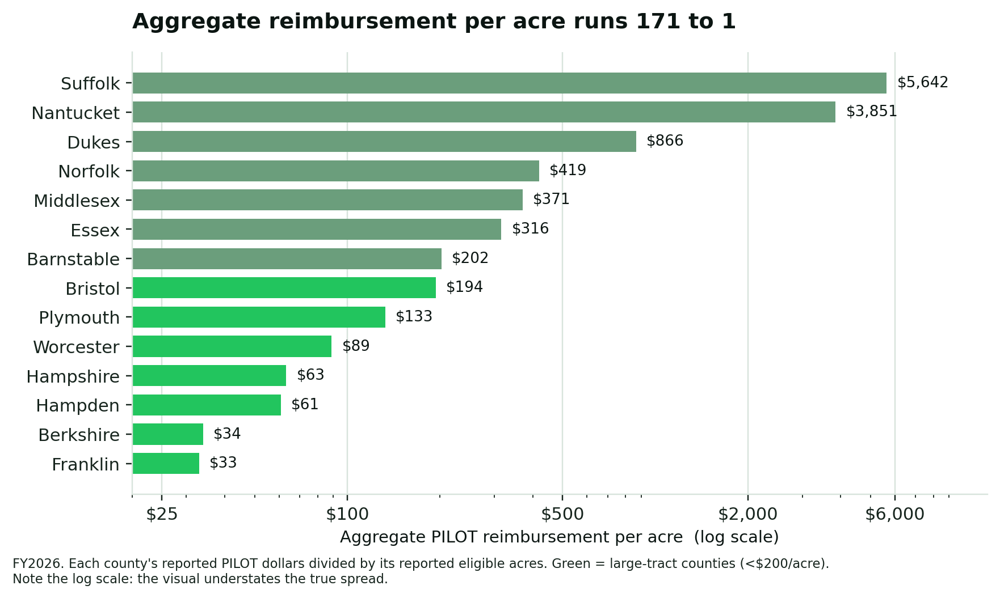 Aggregate reimbursement per acre runs 171 to 1
Suffolk $5,642
Nantucket $3,851
Dukes $866
Norfolk $419
Middlesex $371
Essex $316
Barnstable $202
Bristol $194
Plymouth $133
Worcester $89
Hampshire $63
Hampden $61
Berkshire $34
Franklin $33
$25 $100 $500 $2,000 $6,000
Aggregate PILOT reimbursement per acre (log scale)
FY2026. Each county's reported PILOT dollars divided by its reported eligible acres. Green = large-tract counties (<$200/acre).
Note the log scale: the visual understates the true spread.